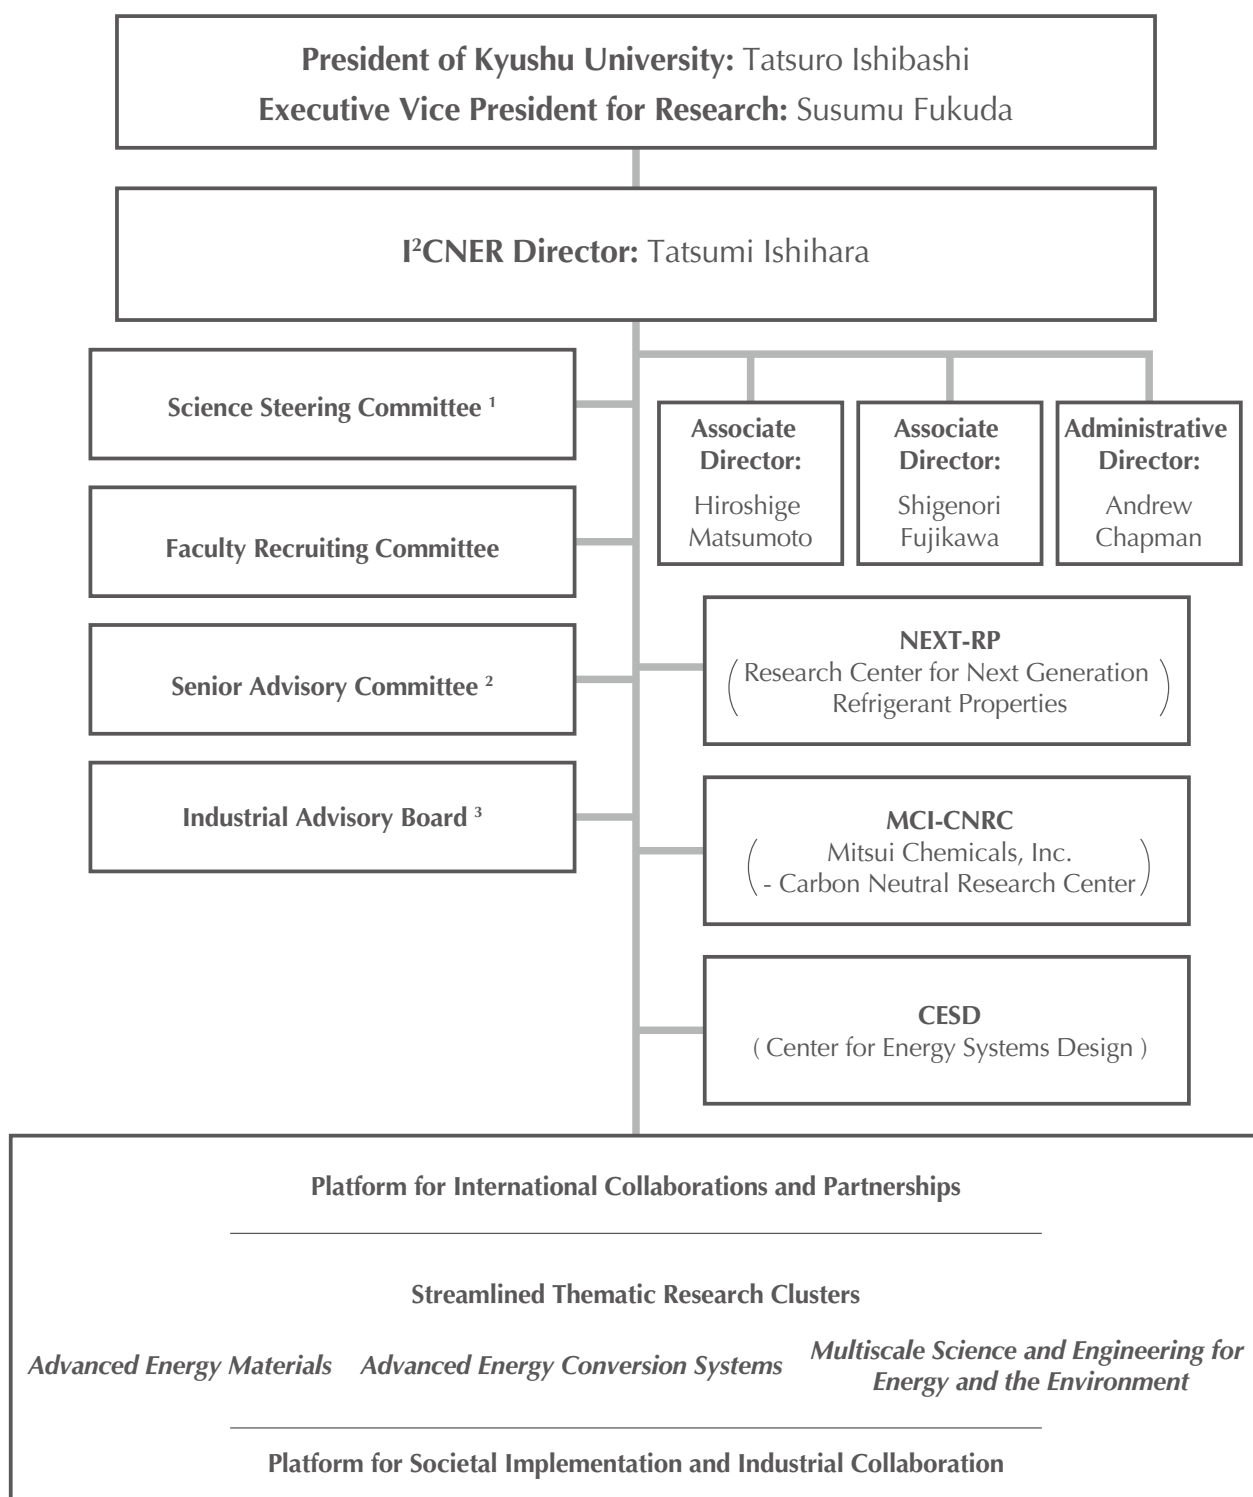 President of Kyushu University: Tatsuro Ishibashi
Executive Vice President for Research: Susumu Fukuda
I²CNER Director: Tatsumi Ishihara
Science Steering Committee ¹
Faculty Recruiting Committee
Senior Advisory Committee ²
Industrial Advisory Board ³
Associate
Director:
Hiroshige
Matsumoto
Associate
Director:
Shigenori
Fujikawa
Administrative
Director:
Andrew
Chapman
NEXT-RP
(Research Center for Next Generation
Refrigerant Properties)
MCI-CNRC
(Mitsui Chemicals, Inc.
- Carbon Neutral Research Center)
CESD
( Center for Energy Systems Design )
Platform for International Collaborations and Partnerships
Streamlined Thematic Research Clusters
Advanced Energy Materials
Advanced Energy Conversion Systems
Multiscale Science and Engineering for
Energy and the Environment
Platform for Societal Implementation and Industrial Collaboration